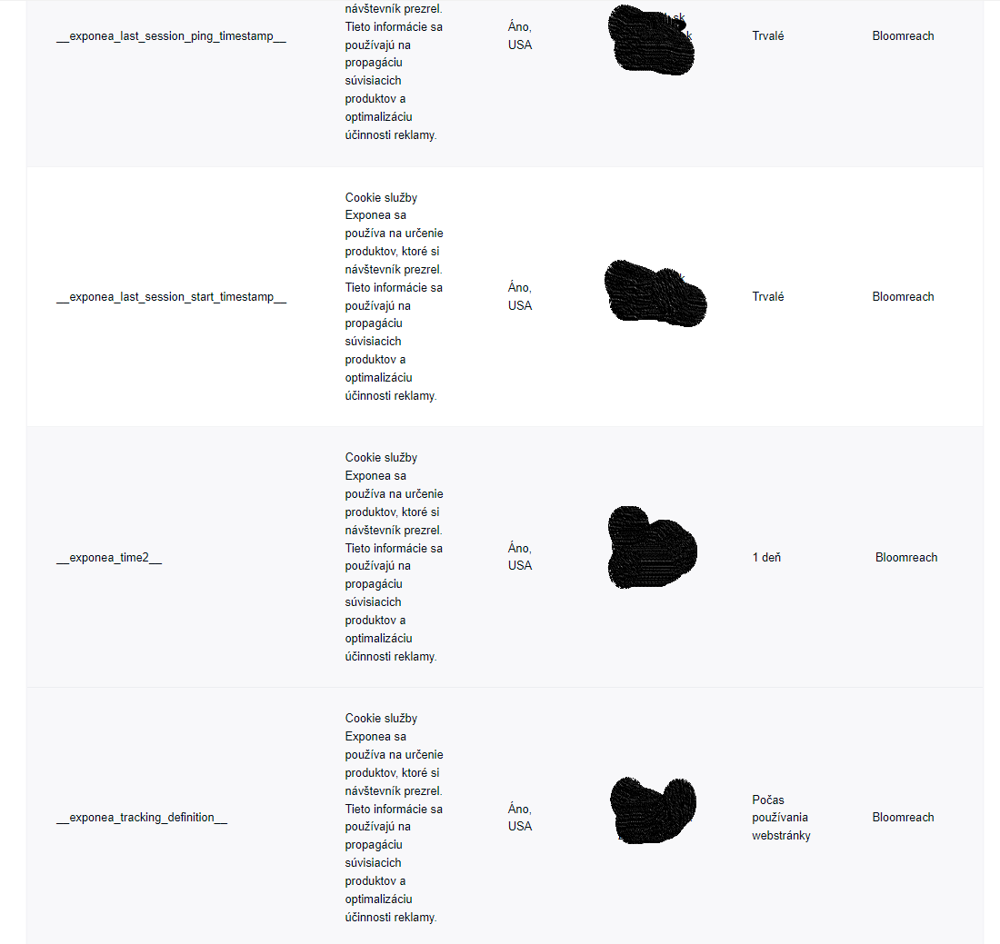 návštevník prezrel.
Tieto informácie sa
používajú na
propagáciu
súvisiacich
produktov a
optimalizáciu
účinnosti reklamy.
__exponea_last_session_ping_timestamp__
Áno,
USA
Trvalé
Bloomreach
__exponea_last_session_start_timestamp__
Cookie služby
Exponea sa
používa na určenie
produktov, ktoré si
návštevník prezrel.
Tieto informácie sa
používajú na
propagáciu
súvisiacich
produktov a
optimalizáciu
účinnosti reklamy.
Áno,
USA
Trvalé
Bloomreach
__exponea_time2__
Cookie služby
Exponea sa
používa na určenie
produktov, ktoré si
návštevník prezrel.
Tieto informácie sa
používajú na
propagáciu
súvisiacich
produktov a
optimalizáciu
účinnosti reklamy.
Áno,
USA
1 deň
Bloomreach
__exponea_tracking_definition__
Cookie služby
Exponea sa
používa na určenie
produktov, ktoré si
návštevník prezrel.
Tieto informácie sa
používajú na
propagáciu
súvisiacich
produktov a
optimalizáciu
účinnosti reklamy.
Áno,
USA
Počas
používania
webstránky
Bloomreach